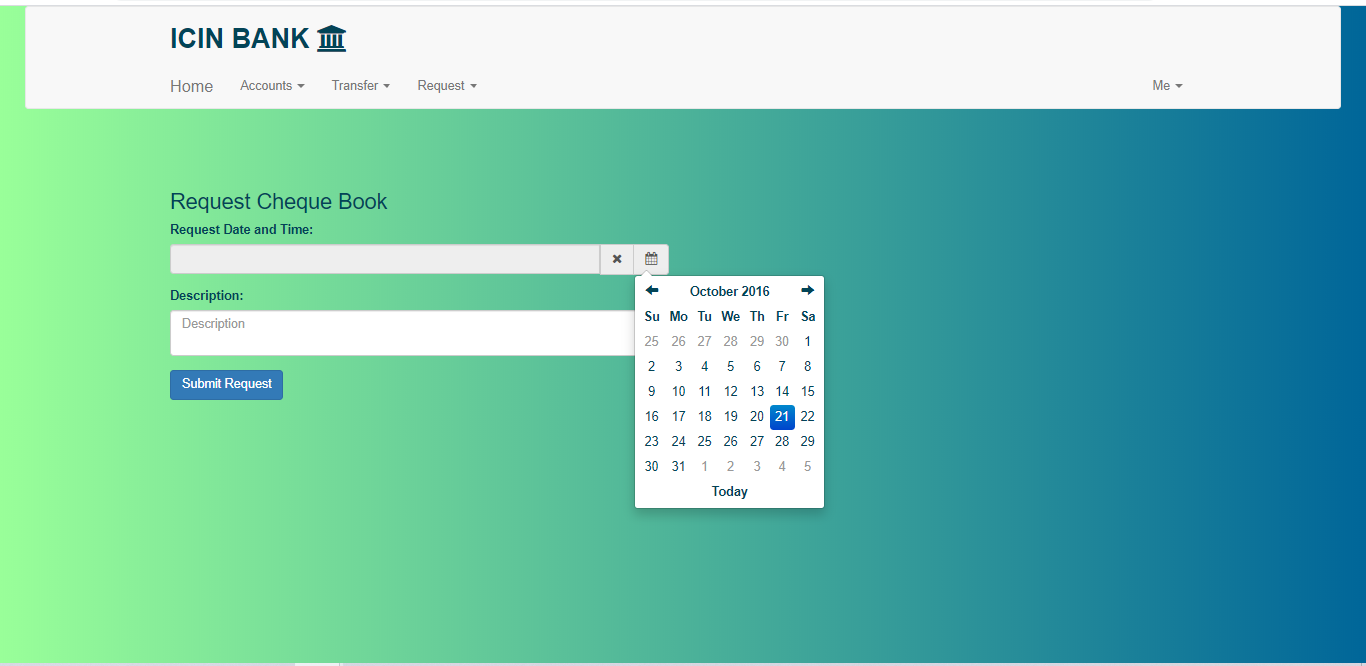 ICIN BANK
Home Accounts Transfer Request Me
Request Cheque Book
Request Date and Time:
Description:
Description
Submit Request
October 2016
Su Mo Tu We Th Fr Sa
25 26 27 28 29 30 1
2 3 4 5 6 7 8
9 10 11 12 13 14 15
16 17 18 19 20 21 22
23 24 25 26 27 28 29
30 31 1 2 3 4 5
Today